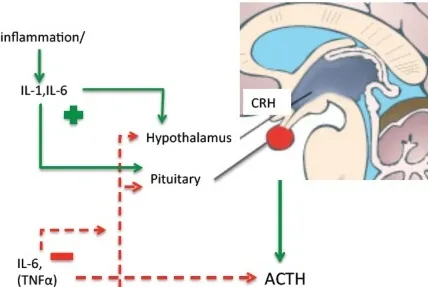 inflammation/
IL-1,IL-6
CRH
Hypothalamus
Pituitary
IL-6,
(TNFα)
ACTH